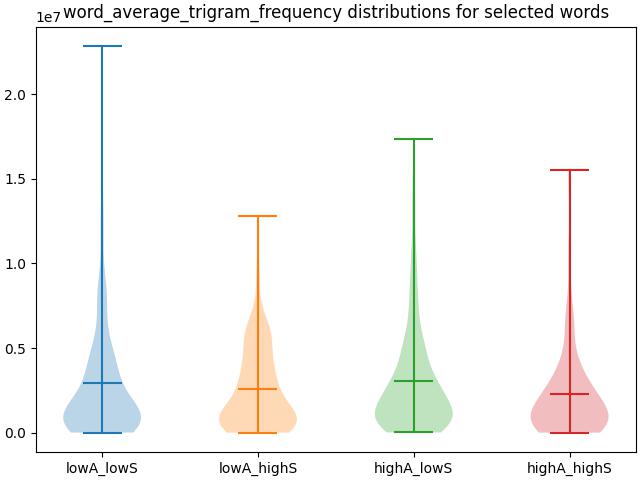 word_average_trigram_frequency distributions for selected words
1e7
2.0
1.5
1.0
0.5
0.0
lowA_lowS lowA_highS highA_lowS highA_highS